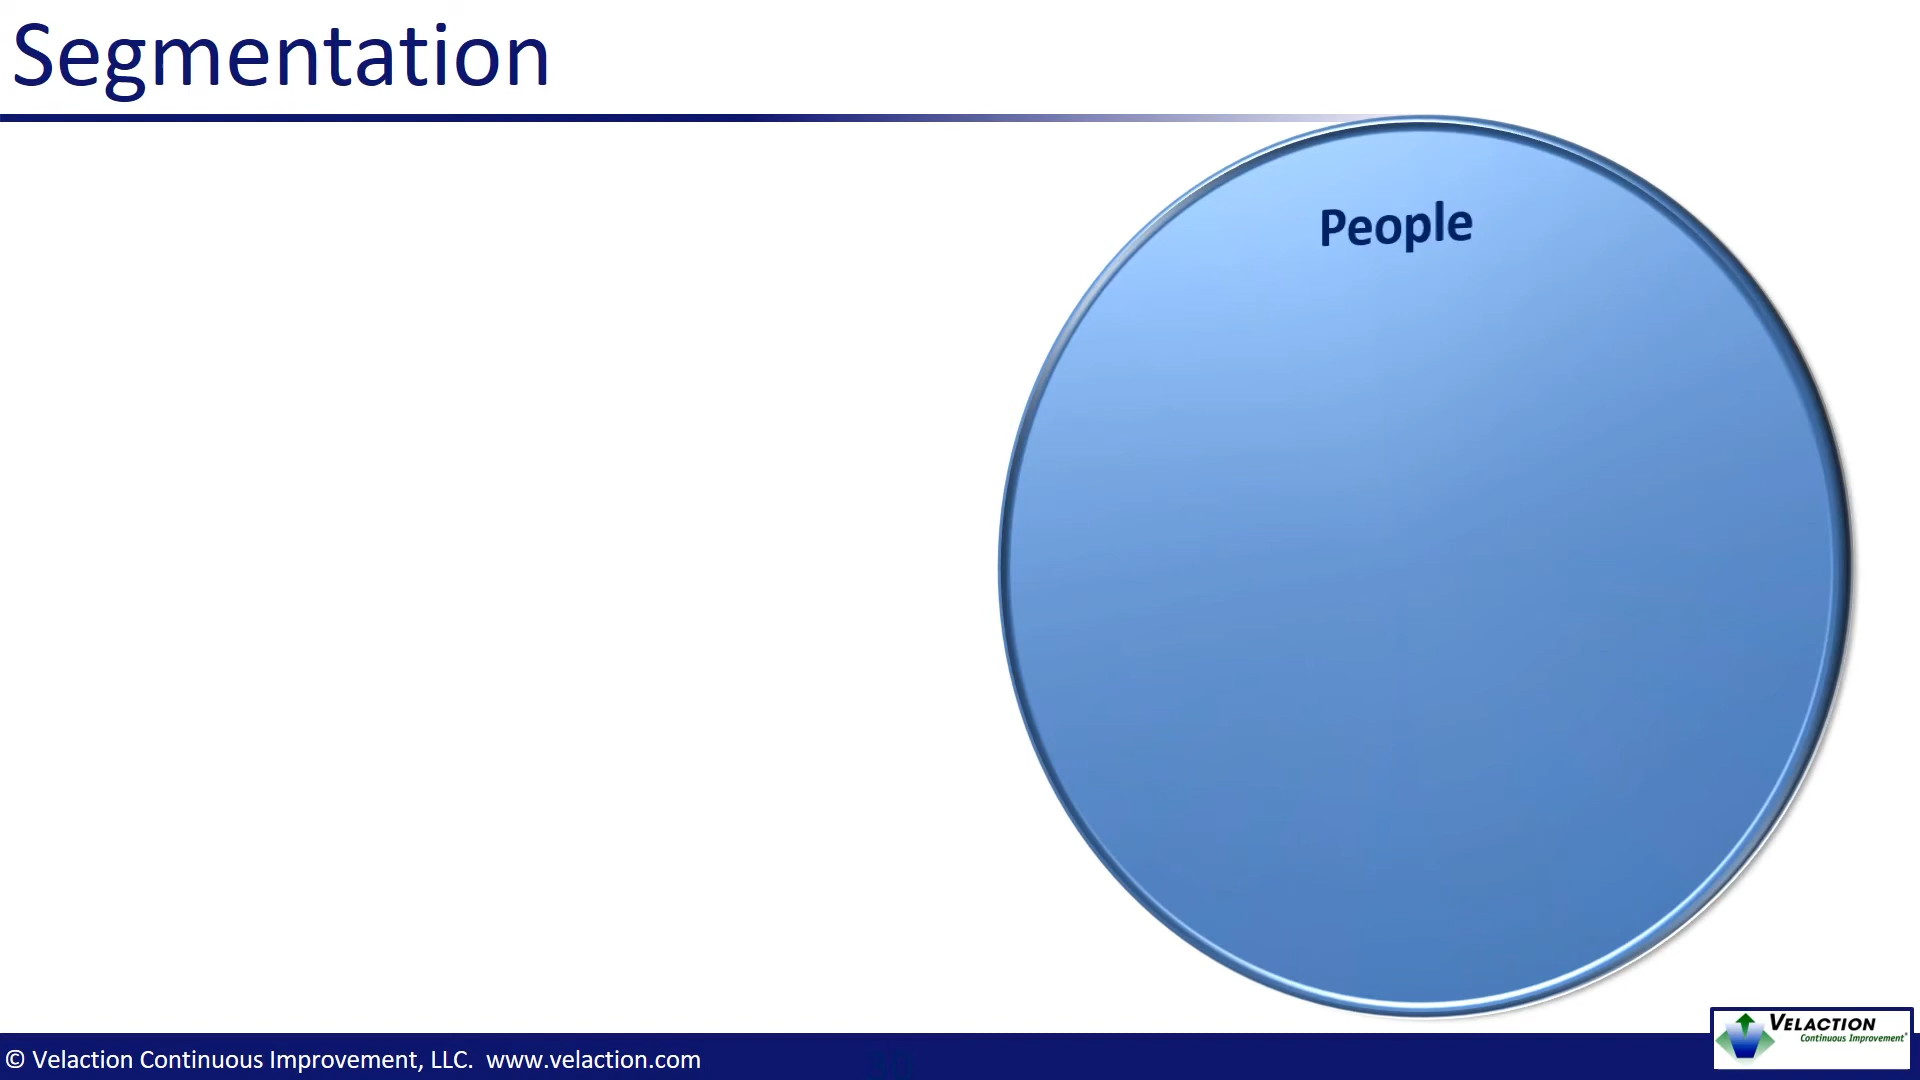 Segmentation
People
© Velaction Continuous Improvement, LLC. www.velaction.com
VELACTION
Continuous Improvement